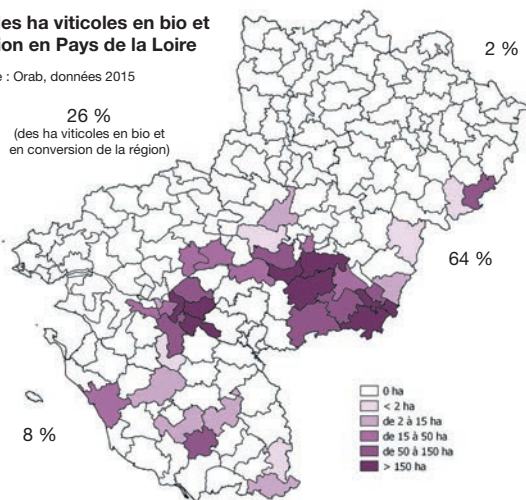 es ha viticoles en bio et
ion en Pays de la Loire
: Orab, données 2015
2 %
26 %
(des ha viticoles en bio et
en conversion de la région)
64 %
8 %
0 ha
< 2 ha
de 2 à 15 ha
de 15 à 50 ha
de 50 à 150 ha
> 150 ha